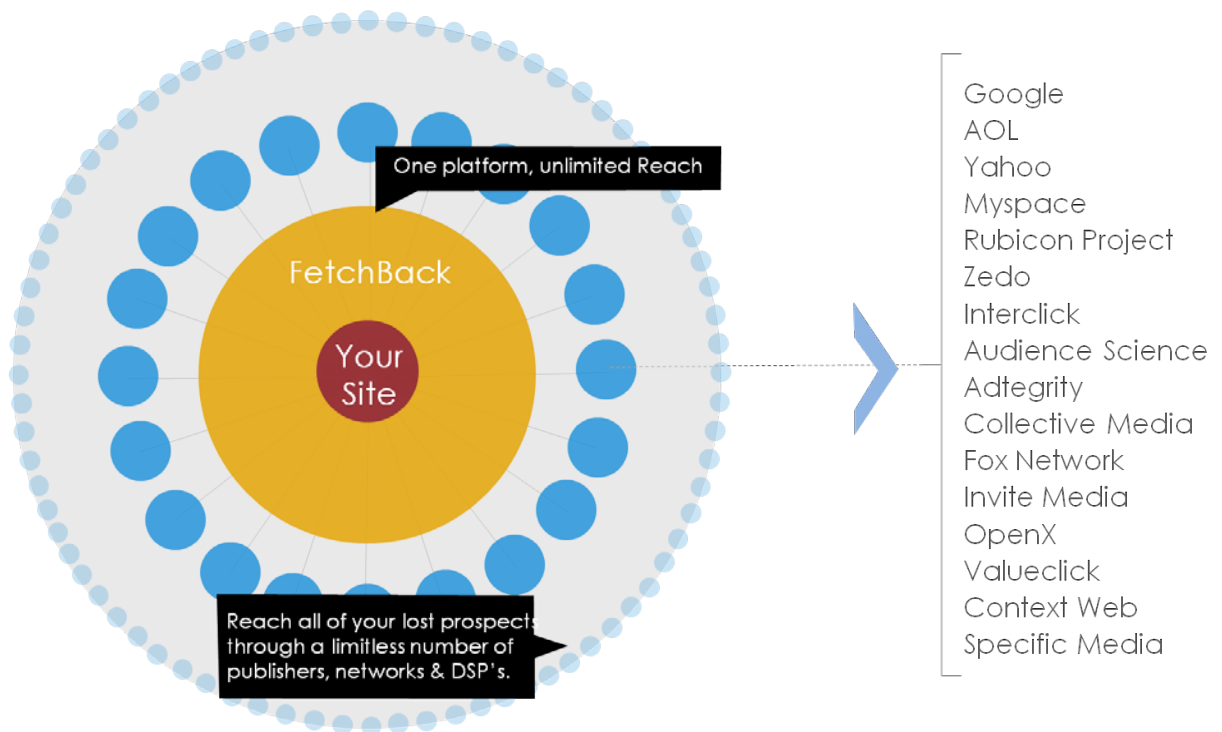 One platform, unlimited Reach
FetchBack
Your
Site
Reach all of your lost prospects
through a limitless number of
publishers, networks & DSP's.
Google
AOL
Yahoo
Myspace
Rubicon Project
Zedo
Interclick
Audience Science
Adtegrity
Collective Media
Fox Network
Invite Media
OpenX
Valueclick
Context Web
Specific Media